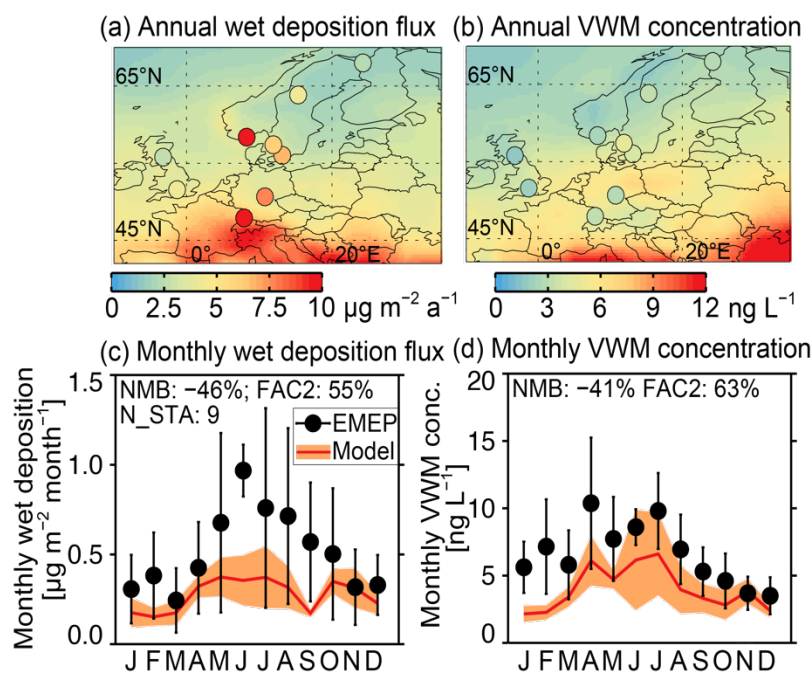 (a) Annual wet deposition flux
(b) Annual VWM concentration
65°N
45°N
0°
20°E
65°N
45°N
0°
20°E
0 2.5 5 7.5 10 μg m⁻² a⁻¹
0 3 6 9 12 ng L⁻¹
(c) Monthly wet deposition flux
Monthly wet deposition
[μg m⁻² month⁻¹]
1.5
1.0
0.5
0.0
NMB: −46%; FAC2: 55%
N_STA: 9
EMEP
Model
J F M A M J J A S O N D
(d) Monthly VWM concentration
Monthly VWM conc.
[ng L⁻¹]
20
15
10
5
0
NMB: −41% FAC2: 63%
J F M A M J J A S O N D